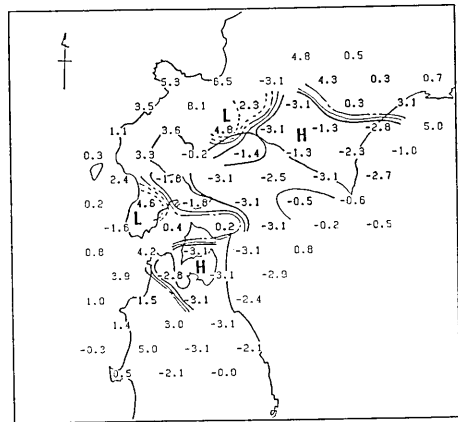 4.8 0.5
5.3 6.5 -3.1 4.3 0.3 0.7
3.5 8.1 2.3 -3.1 0.3 3.1
L
1.1 3.6 4.8 -3.1 -1.3 -2.8 5.0
H
0.3 3.3 -0.2 -1.4 -1.3 -2.3 -1.0
2.4 -1.8 -3.1 -2.5 -3.1 -2.7
0.2 4.6 -1.8 -3.1 -0.5 -0.6
L
-1.6 0.4 0.2 -3.1 -0.2 -0.5
0.8 4.2 -3.1 -3.1 0.8
H
3.9 -2.8 -3.1 -2.9
1.0 1.5 -3.1 -2.4
1.4 3.0 -3.1
-0.3 5.0 -3.1 -2.1
0.5 -2.1 -0.0